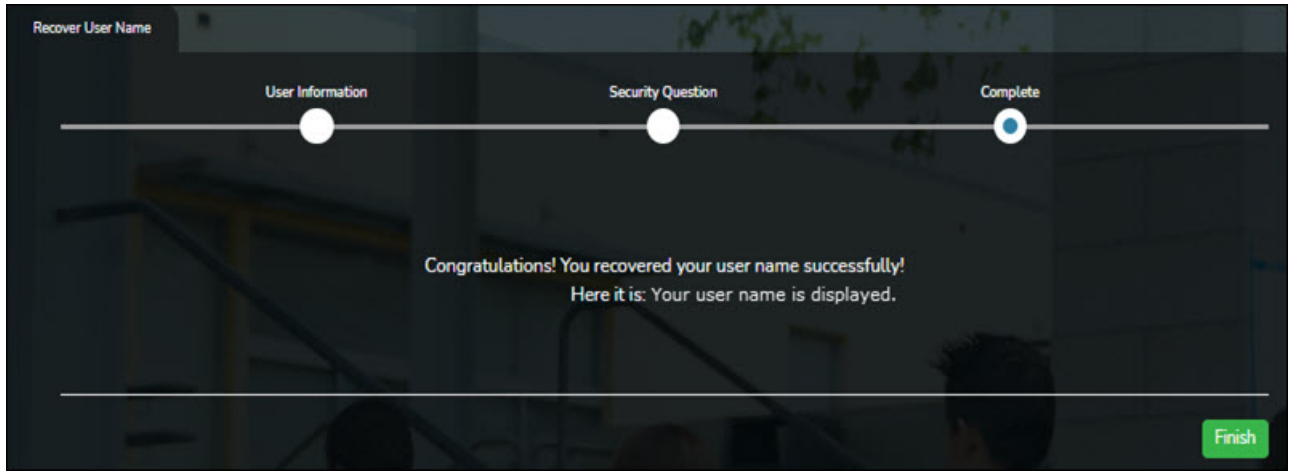 Recover User Name
User Information
Security Question
Complete
Congratulations! You recovered your user name successfully!
Here it is: Your user name is displayed.
Finish